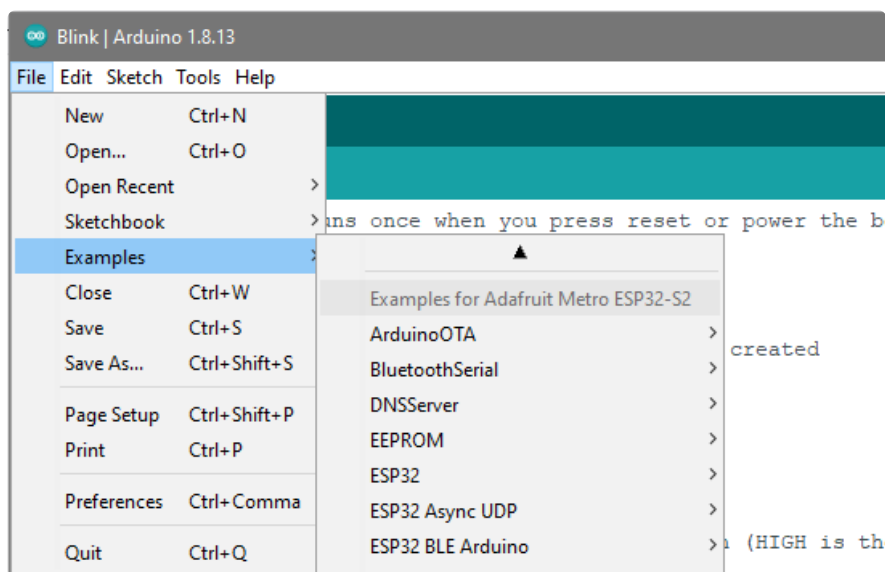 Blink | Arduino 1.8.13
File Edit Sketch Tools Help
New Ctrl+N
Open... Ctrl+O
Open Recent
Sketchbook
Examples
Close Ctrl+W
Save Ctrl+S
Save As... Ctrl+Shift+S
Page Setup Ctrl+Shift+P
Print Ctrl+P
Preferences Ctrl+Comma
Quit Ctrl+Q
once when you press reset or power the
Examples for Adafruit Metro ESP32-S2
ArduinoOTA
BluetoothSerial
DNSServer
EEPROM
ESP32
ESP32 Async UDP
ESP32 BLE Arduino
created
(HIGH is